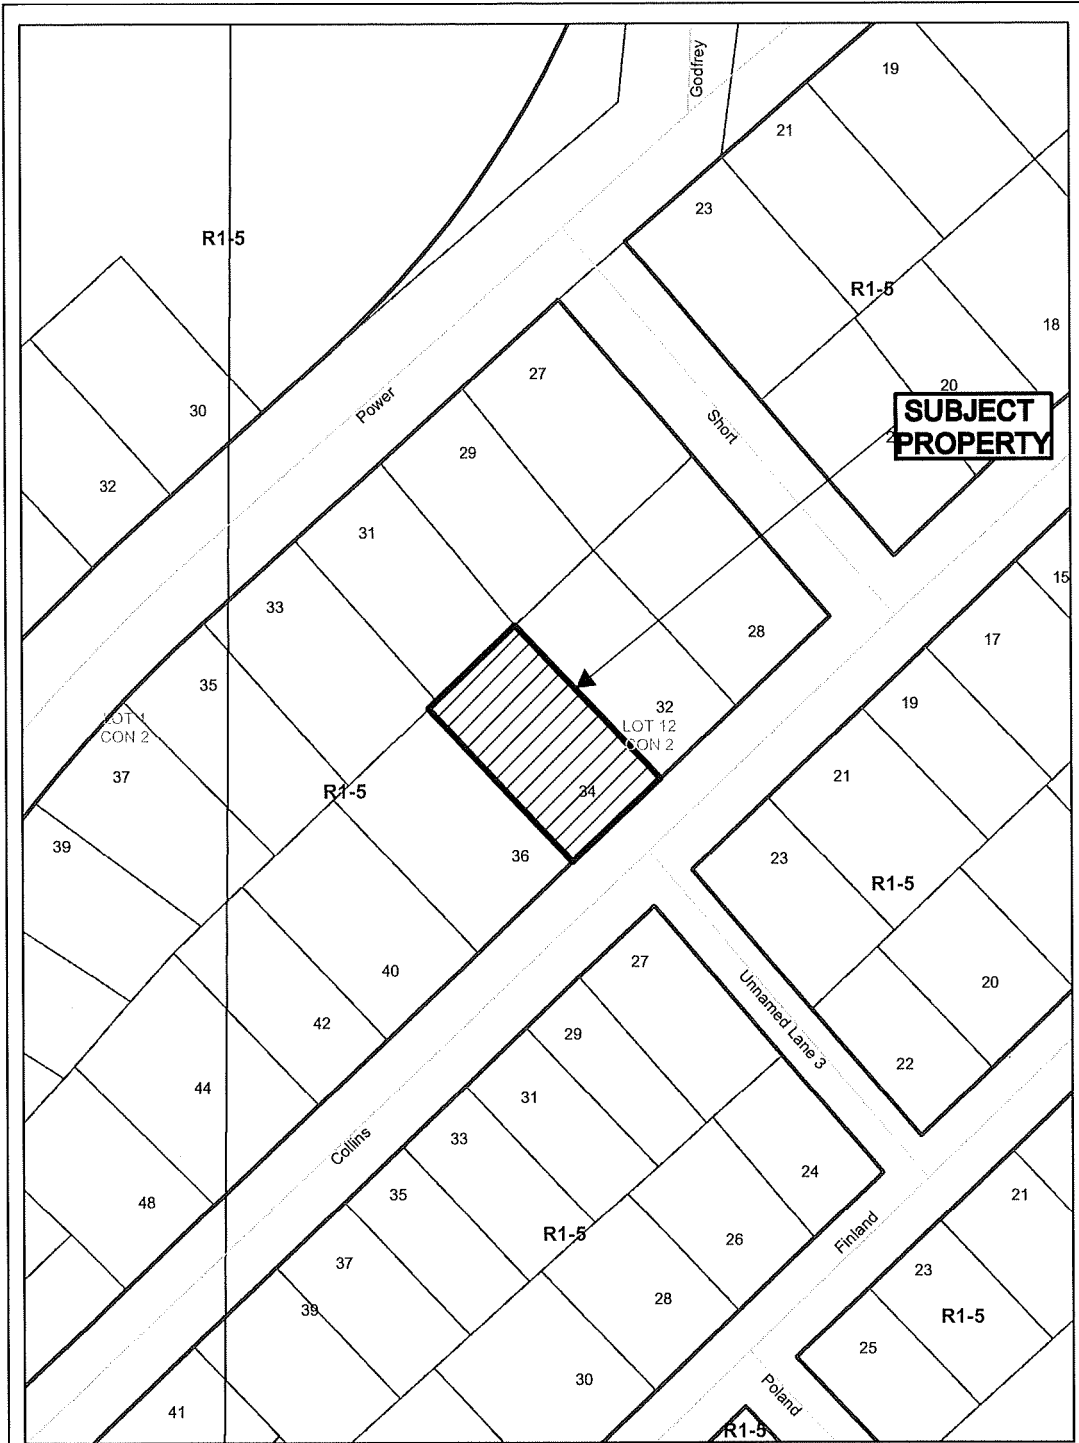 Godfrey
19
21
23
R1-5
R1-5
18
20
SUBJECT
PROPERTY
Power
30
32
27
29
31
33
35
37
39
Short
28
32
LOT 12
CON 2
34
36
LOT 1
CON 2
R1-5
40
42
44
48
Collins
15
17
19
21
23
R1-5
20
22
Unnamed Lane 3
27
29
31
33
35
37
39
41
R1-5
24
26
28
30
Finland
21
23
R1-5
25
Poland
R1-5